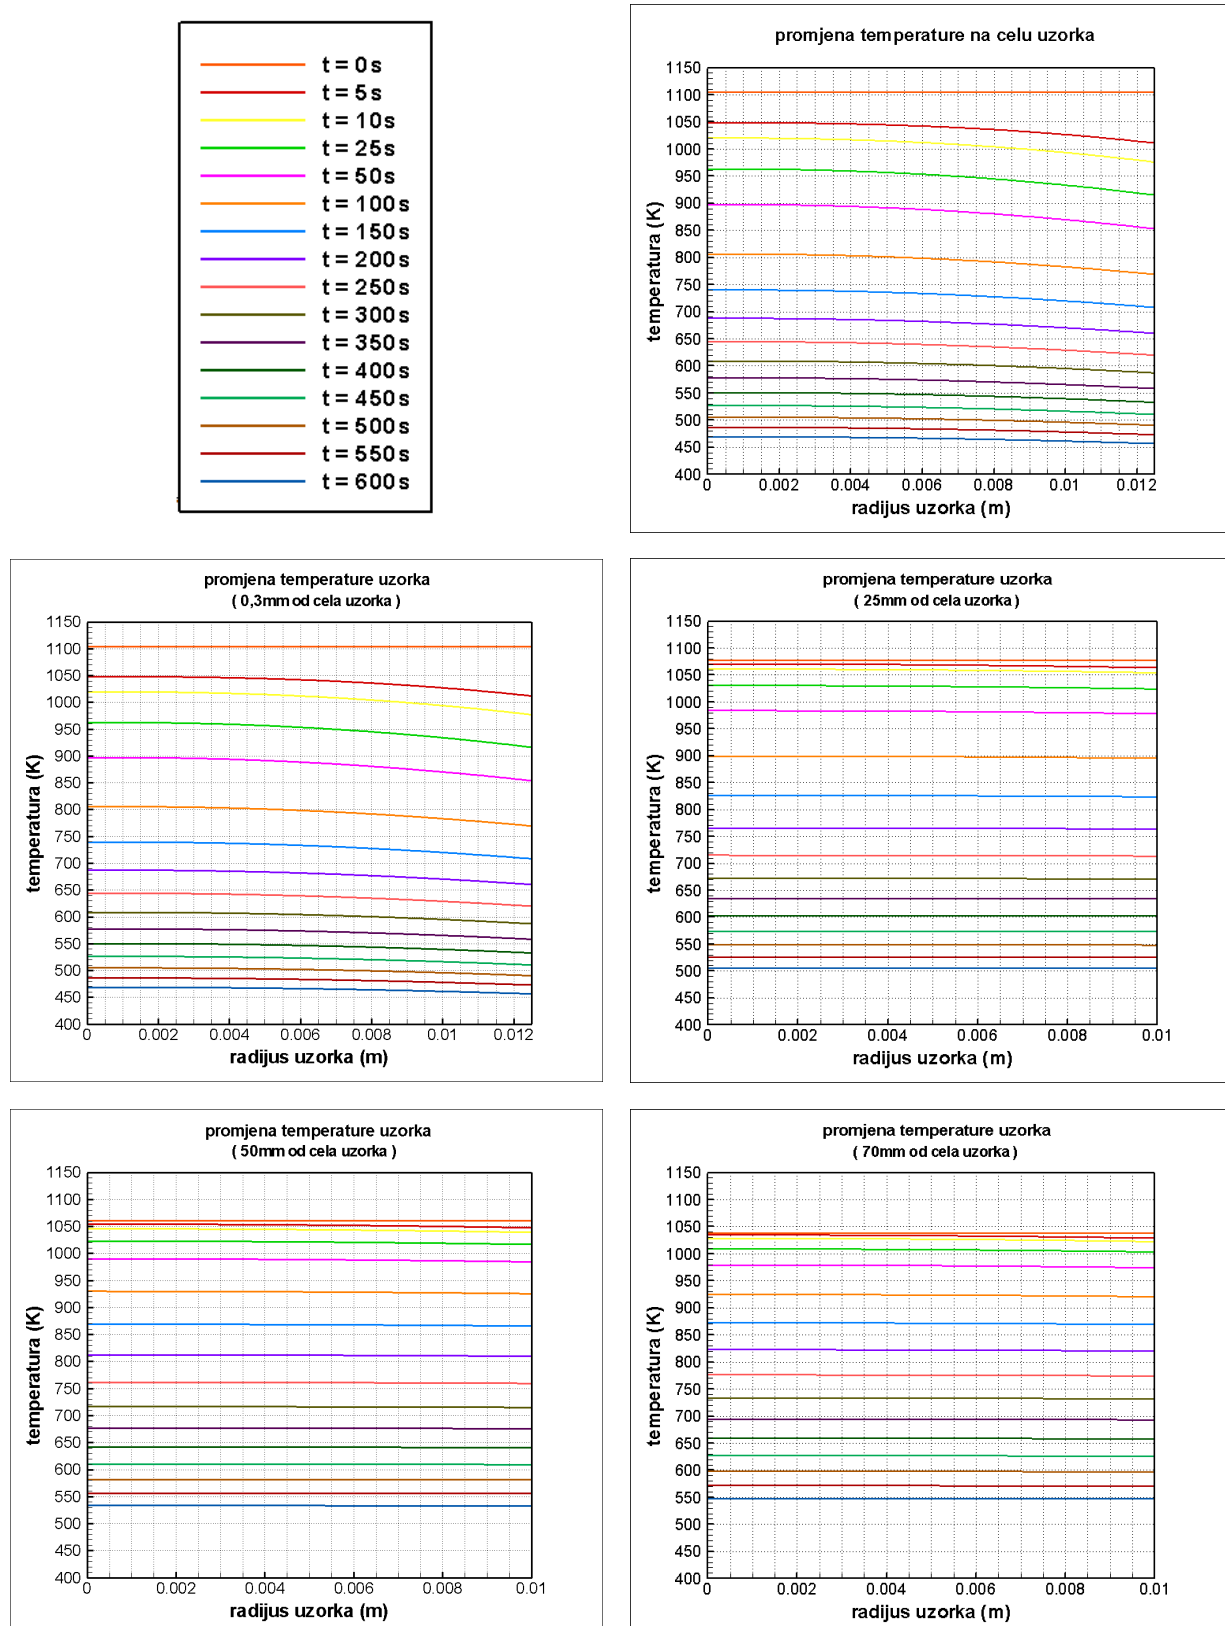 t = 0s
t = 5s
t = 10s
t = 25s
t = 50s
t = 100s
t = 150s
t = 200s
t = 250s
t = 300s
t = 350s
t = 400s
t = 450s
t = 500s
t = 550s
t = 600s
promjena temperature na celu uzorka
temperatura (K)
1150
1100
1050
1000
950
900
850
800
750
700
650
600
550
500
450
400
0 0.002 0.004 0.006 0.008 0.01 0.012
radijus uzorka (m)
promjena temperature uzorka
( 0,3mm od cela uzorka )
temperatura (K)
1150
1100
1050
1000
950
900
850
800
750
700
650
600
550
500
450
400
0 0.002 0.004 0.006 0.008 0.01 0.012
radijus uzorka (m)
promjena temperature uzorka
( 25mm od cela uzorka )
temperatura (K)
1150
1100
1050
1000
950
900
850
800
750
700
650
600
550
500
450
400
0 0.002 0.004 0.006 0.008 0.01
radijus uzorka (m)
promjena temperature uzorka
( 50mm od cela uzorka )
temperatura (K)
1150
1100
1050
1000
950
900
850
800
750
700
650
600
550
500
450
400
0 0.002 0.004 0.006 0.008 0.01
radijus uzorka (m)
promjena temperature uzorka
( 70mm od cela uzorka )
temperatura (K)
1150
1100
1050
1000
950
900
850
800
750
700
650
600
550
500
450
400
0 0.002 0.004 0.006 0.008 0.01
radijus uzorka (m)